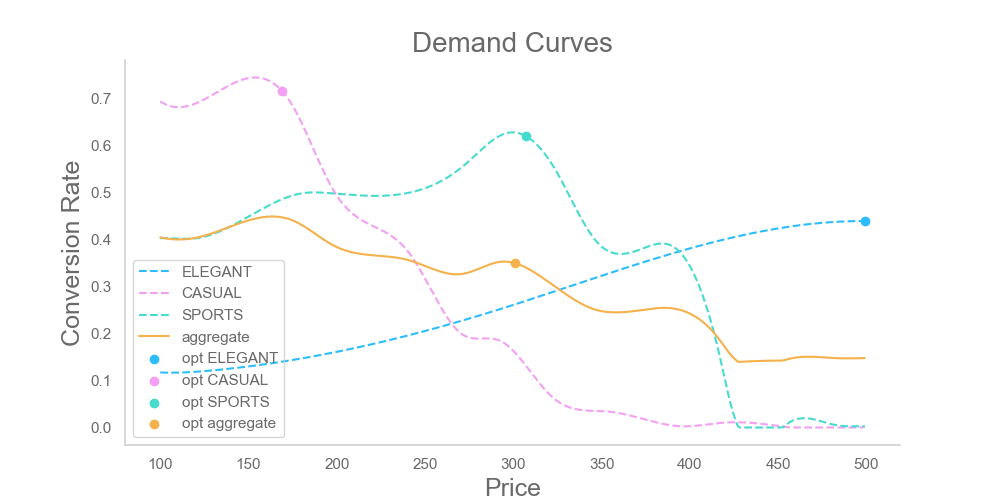 Demand Curves
Conversion Rate
0.7
0.6
0.5
0.4
0.3
0.2
0.1
0.0
ELEGANT
CASUAL
SPORTS
aggregate
opt ELEGANT
opt CASUAL
opt SPORTS
opt aggregate
100 150 200 250 300 350 400 450 500
Price